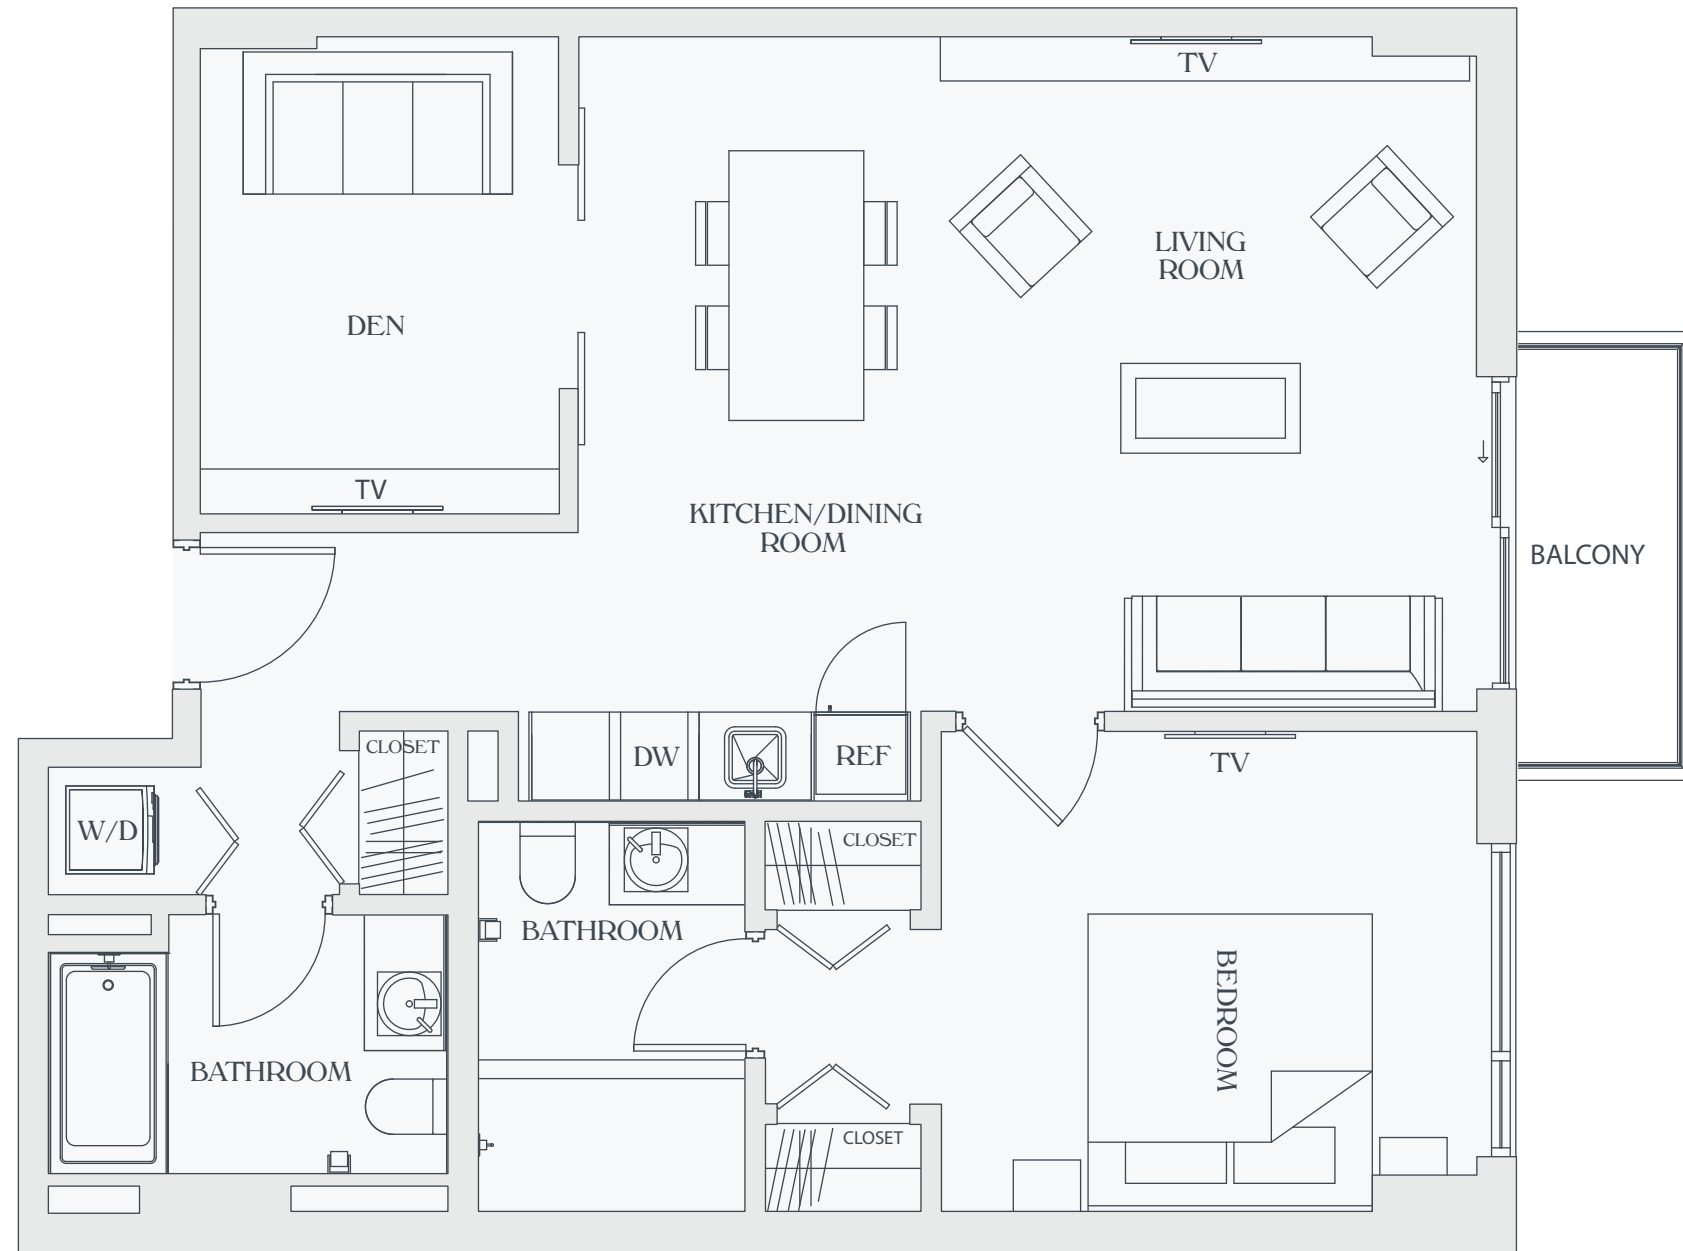 TV
LIVING
ROOM
DEN
TV
KITCHEN/DINING
ROOM
BALCONY
CLOSET
DW
REF
TV
W/D
CLOSET
BATHROOM
BEDROOM
BATHROOM
CLOSET